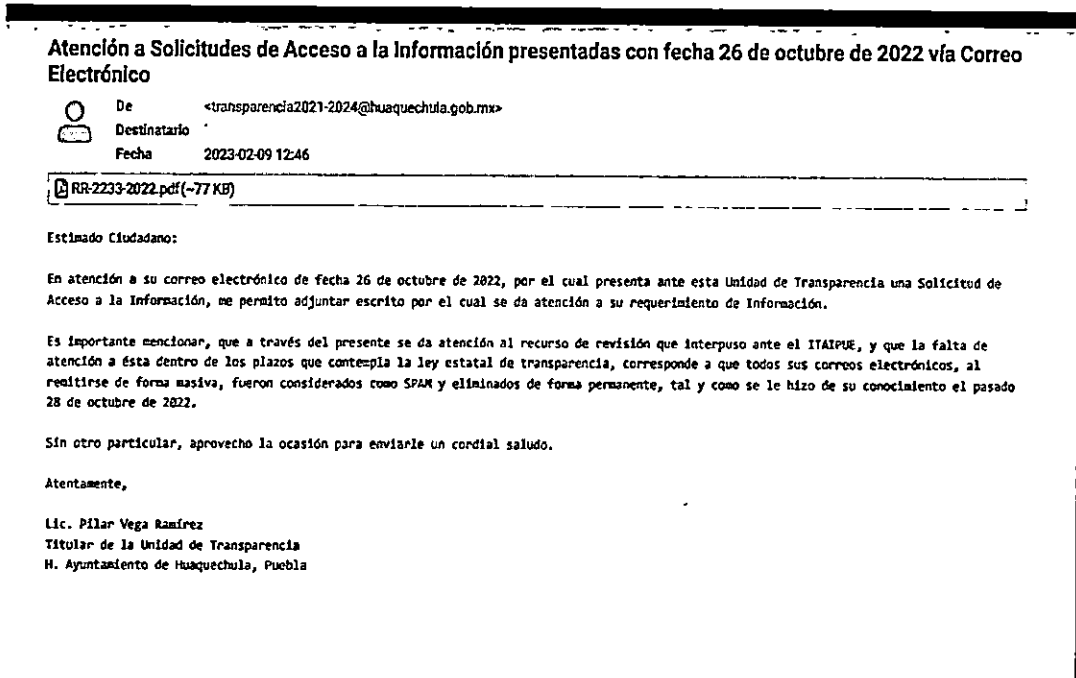 Atención a Solicitudes de Acceso a la Información presentadas con fecha 26 de octubre de 2022 vía Correo
Electrónico
De <transparencia2021-2024@huaquechula.gob.mx>
Destinatario
Fecha 2023-02-09 12:46
RR-2233-2022.pdf (~77 KB)
Estimado Ciudadano:
En atención a su correo electrónico de fecha 26 de octubre de 2022, por el cual presenta ante esta Unidad de Transparencia una Solicitud de
Acceso a la Información, me permito adjuntar escrito por el cual se da atención a su requerimiento de Información.
Es importante mencionar, que a través del presente se da atención al recurso de revisión que interpuso ante el ITAIPUE, y que la falta de
atención a ésta dentro de los plazos que contempla la ley estatal de transparencia, corresponde a que todos sus correos electrónicos, al
remitirse de forma masiva, fueron considerados como SPAM y eliminados de forma permanente, tal y como se le hizo de su conocimiento el pasado
28 de octubre de 2022.
Sin otro particular, aprovecho la ocasión para enviarle un cordial saludo.
Atentamente,
Lic. Pilar Vega Ramírez
Titular de la Unidad de Transparencia
H. Ayuntamiento de Huaquechula, Puebla